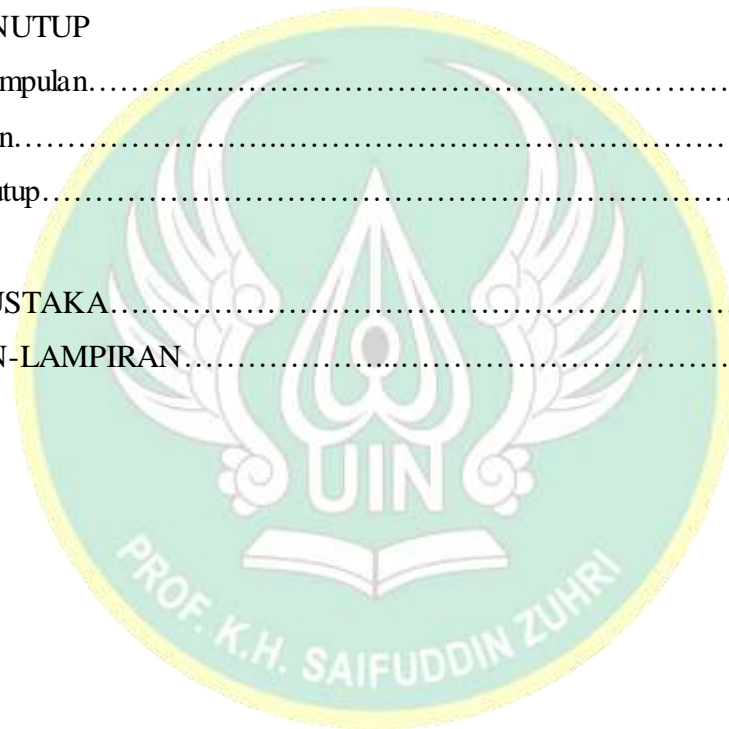 NUTUP
mpulan……………………………………………………………
n……………………………………………………………………
utup…………………………………………………………………
USTAKA……………………………………………………………
N-LAMPIRAN………………...……………………………………
UIN
PROF. K.H. SAIFUDDIN ZUHRI